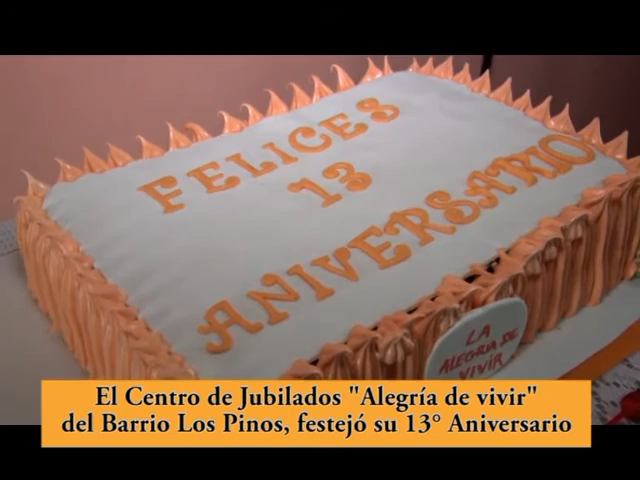 FELICES
13
ANIVERSARIO
LA
ALEGRIA DE
VIVIR
El Centro de Jubilados "Alegría de vivir"
del Barrio Los Pinos, festejó su 13° Aniversario